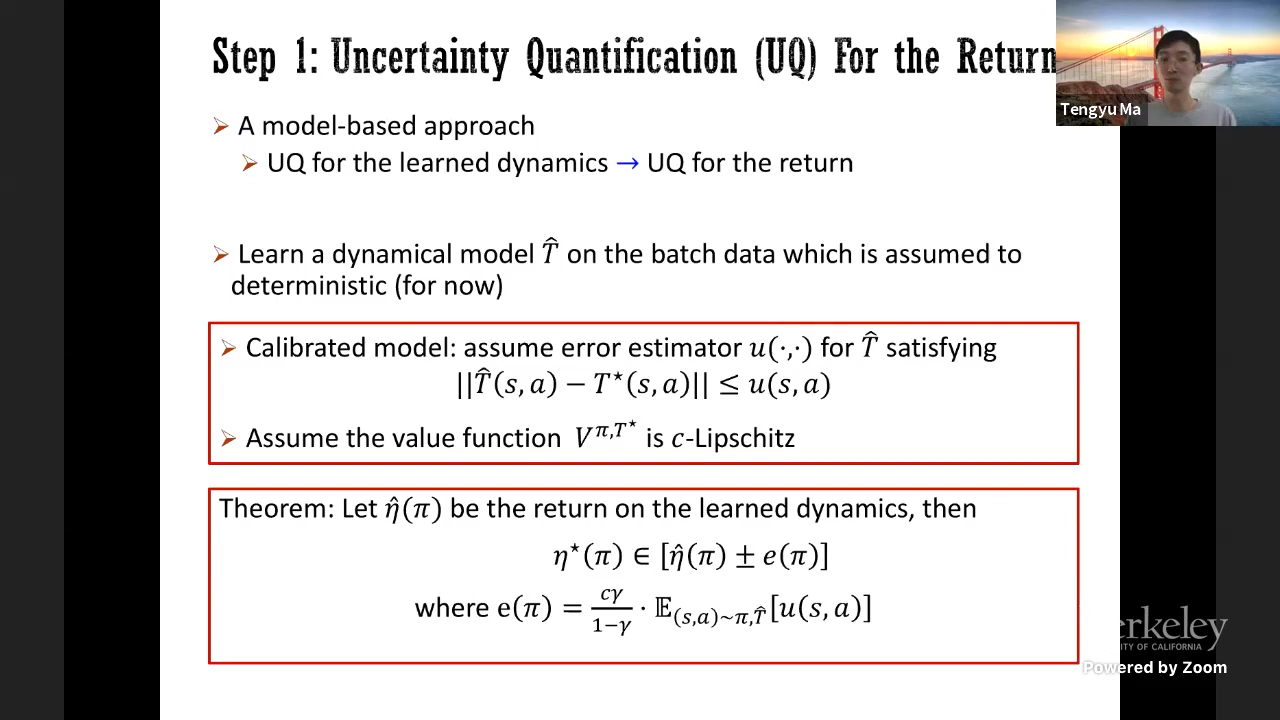 Step 1: Uncertainty Quantification (UQ) For the Return
Tengyu Ma
➢ A model-based approach
➢ UQ for the learned dynamics → UQ for the return
➢ Learn a dynamical model T̂ on the batch data which is assumed to
deterministic (for now)
➢ Calibrated model: assume error estimator u(·,·) for T̂ satisfying
||T̂(s, a) − T⋆(s, a)|| ≤ u(s, a)
➢ Assume the value function V^{π,T⋆} is c-Lipschitz
Theorem: Let η̂(π) be the return on the learned dynamics, then
η⋆(π) ∈ [η̂(π) ± e(π)]
where e(π) = cγ/(1−γ) · 𝔼_{(s,a)∼π,T̂}[u(s, a)]
erkeley
ITY OF CALIFORNIA
Powered by Zoom